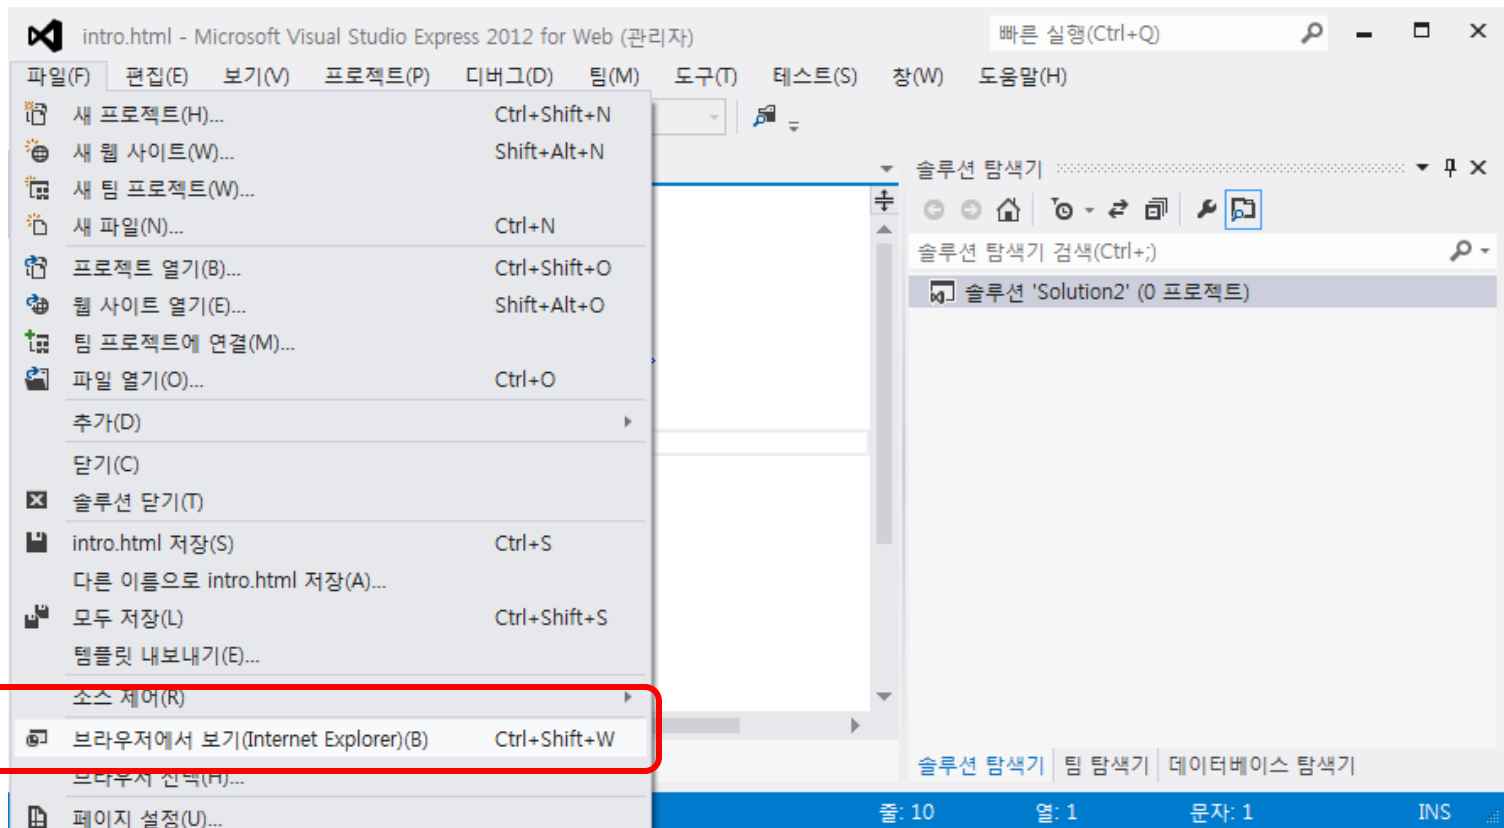 intro.html - Microsoft Visual Studio Express 2012 for Web (관리자)
빠른 실행(Ctrl+Q)
파일(F) 편집(E) 보기(V) 프로젝트(P) 디버그(D) 팀(M) 도구(T) 테스트(S) 창(W) 도움말(H)
새 프로젝트(H)... Ctrl+Shift+N
새 웹 사이트(W)... Shift+Alt+N
새 팀 프로젝트(W)...
새 파일(N)... Ctrl+N
프로젝트 열기(B)... Ctrl+Shift+O
웹 사이트 열기(E)... Shift+Alt+O
팀 프로젝트에 연결(M)...
파일 열기(O)... Ctrl+O
추가(D)
닫기(C)
솔루션 닫기(T)
intro.html 저장(S) Ctrl+S
다른 이름으로 intro.html 저장(A)...
모두 저장(L) Ctrl+Shift+S
템플릿 내보내기(E)...
소스 제어(R)
브라우저에서 보기(Internet Explorer)(B) Ctrl+Shift+W
브라우저 선택(H)...
페이지 설정(U)...
솔루션 탐색기
솔루션 탐색기 검색(Ctrl+;)
솔루션 'Solution2' (0 프로젝트)
솔루션 탐색기 팀 탐색기 데이터베이스 탐색기
줄: 10 열: 1 문자: 1 INS